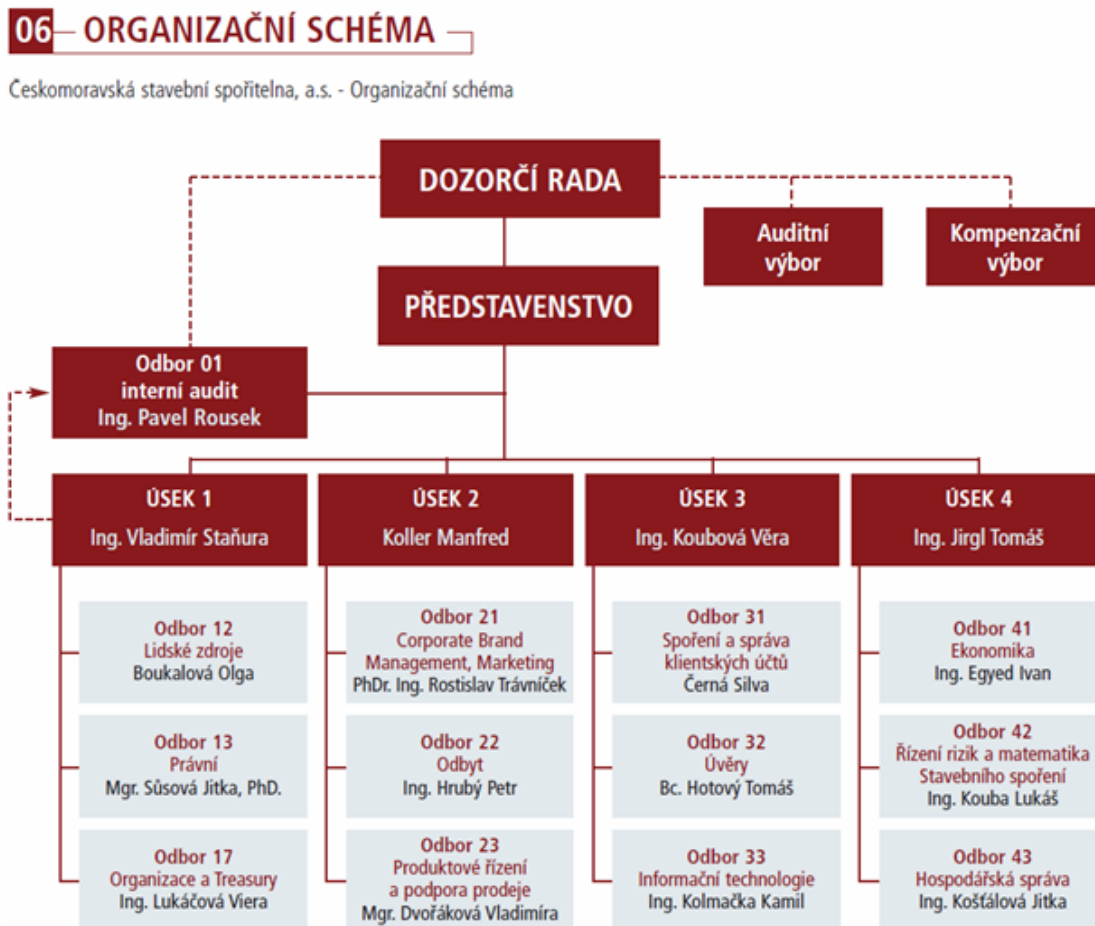 06 ORGANIZAČNÍ SCHÉMA
Českomoravská stavební spořitelna, a.s. - Organizační schéma
DOZORČÍ RADA
Auditní
výbor
Kompenzační
výbor
PŘEDSTAVENSTVO
Odbor 01
interní audit
Ing. Pavel Rousek
ÚSEK 1
Ing. Vladimír Staňura
ÚSEK 2
Koller Manfred
ÚSEK 3
Ing. Koubová Věra
ÚSEK 4
Ing. Jirgl Tomáš
Odbor 12
Lidské zdroje
Boukalová Olga
Odbor 21
Corporate Brand
Management, Marketing
PhDr. Ing. Rostislav Trávníček
Odbor 31
Spoření a správa
klientských účtů
Černá Silva
Odbor 41
Ekonomika
Ing. Egyed Ivan
Odbor 13
Právní
Mgr. Sůsová Jitka, PhD.
Odbor 22
Odbyt
Ing. Hrubý Petr
Odbor 32
Úvěry
Bc. Hotový Tomáš
Odbor 42
Řízení rizik a matematika
Stavebního spoření
Ing. Kouba Lukáš
Odbor 17
Organizace a Treasury
Ing. Lukáčová Viera
Odbor 23
Produktové řízení
a podpora prodeje
Mgr. Dvořáková Vladimíra
Odbor 33
Informační technologie
Ing. Kolmačka Kamil
Odbor 43
Hospodářská správa
Ing. Košťálová Jitka